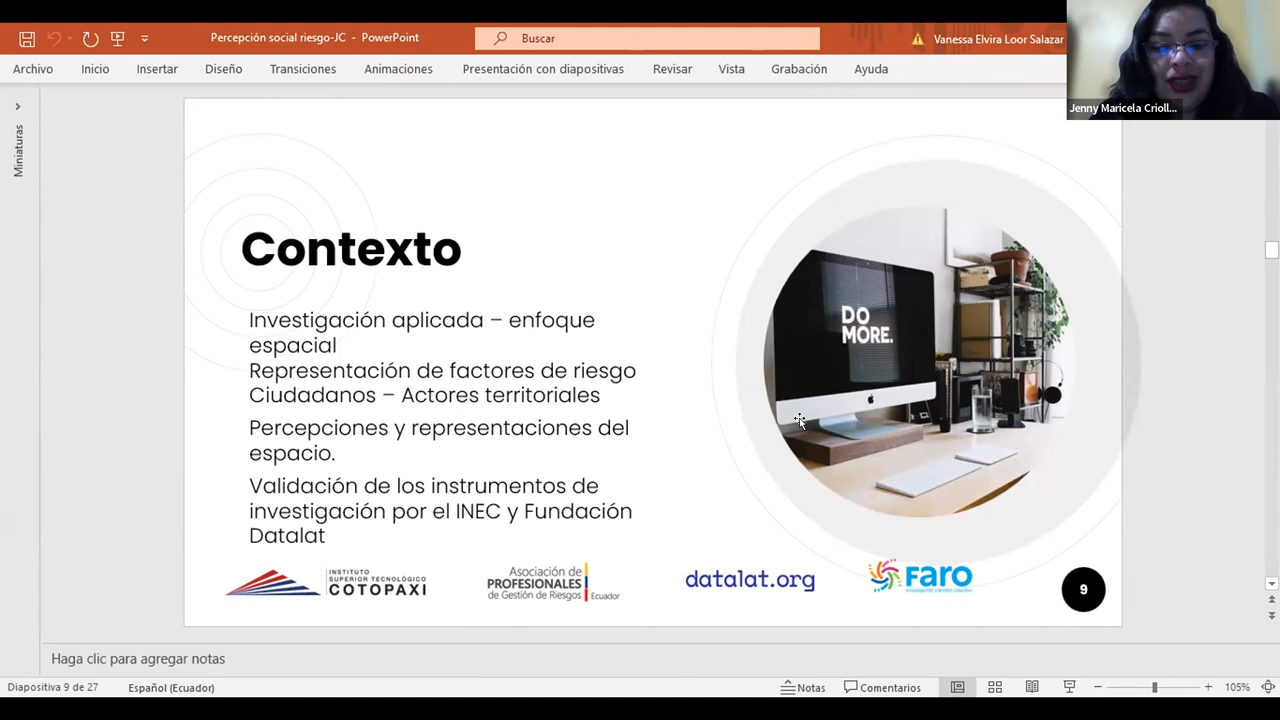 Percepción social riesgo-JC - PowerPoint
Buscar
Vanessa Elvira Loor Salazar
Archivo
Inicio
Insertar
Diseño
Transiciones
Animaciones
Presentación con diapositivas
Revisar
Vista
Grabación
Ayuda
Jenny Maricela Crioll...
Miniaturas
Contexto
Investigación aplicada – enfoque
espacial
Representación de factores de riesgo
Ciudadanos – Actores territoriales
Percepciones y representaciones del
espacio.
Validación de los instrumentos de
investigación por el INEC y Fundación
Datalat
DO
MORE.
INSTITUTO
SUPERIOR TECNOLÓGICO
COTOPAXI
Asociación de
PROFESIONALES
de Gestión de Riesgos
Ecuador
datalat.org
FARO
9
Haga clic para agregar notas
Diapositiva 9 de 27
Español (Ecuador)
Notas
Comentarios
105%